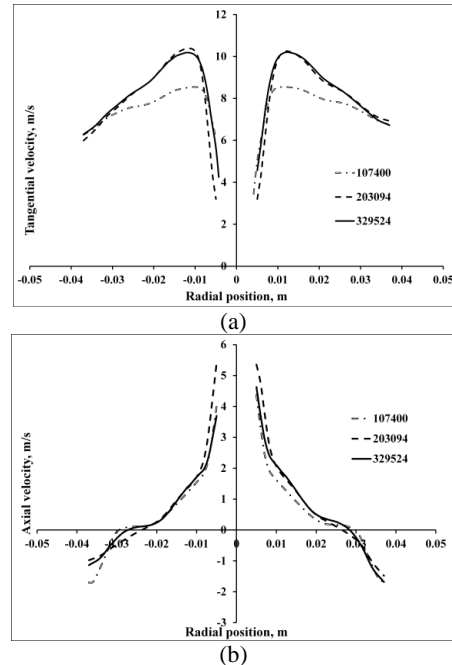 12
10
8
6
4
2
0
Tangential velocity, m/s
107400
203094
329524
-0.05 -0.04 -0.03 -0.02 -0.01 0 0.01 0.02 0.03 0.04 0.05
Radial position, m
(a)
6
5
4
3
2
1
0
-1
-2
-3
Axial velocity, m/s
107400
203094
329524
-0.05 -0.04 -0.03 -0.02 -0.01 0 0.01 0.02 0.03 0.04 0.05
Radial position, m
(b)